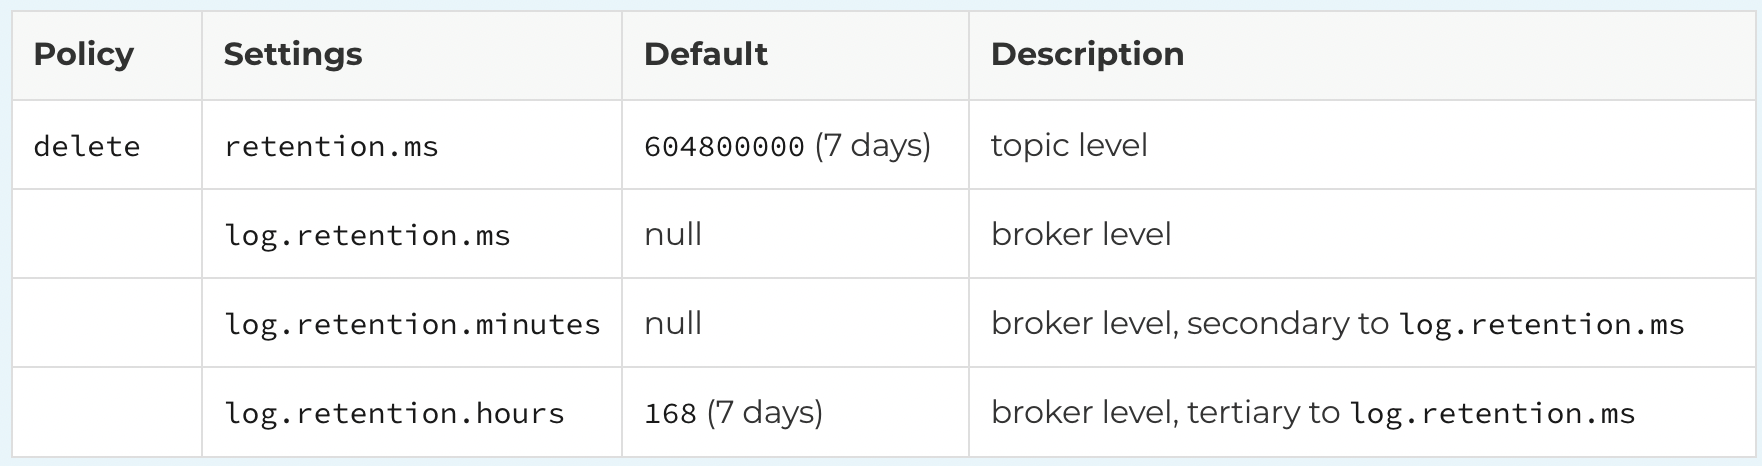 Policy Settings Default Description
delete retention.ms 604800000 (7 days) topic level
log.retention.ms null broker level
log.retention.minutes null broker level, secondary to log.retention.ms
log.retention.hours 168 (7 days) broker level, tertiary to log.retention.ms